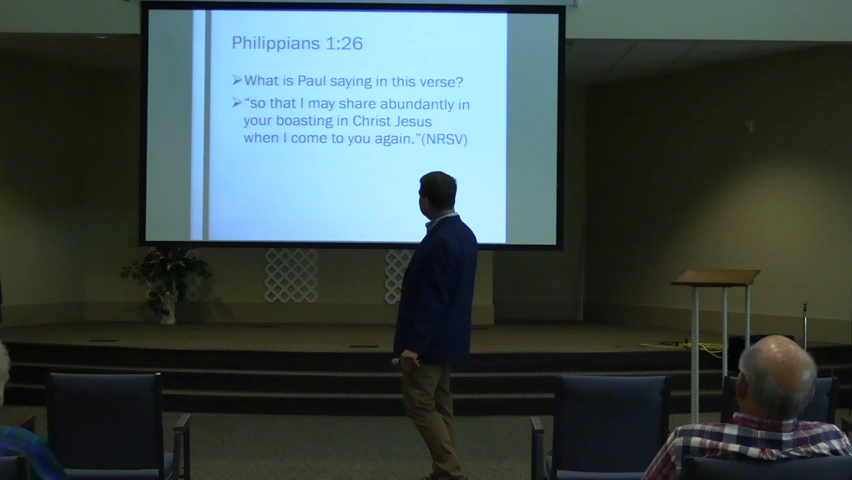 Philippians 1:26
➢What is Paul saying in this verse?
➢“so that I may share abundantly in
your boasting in Christ Jesus
when I come to you again.”(NRSV)